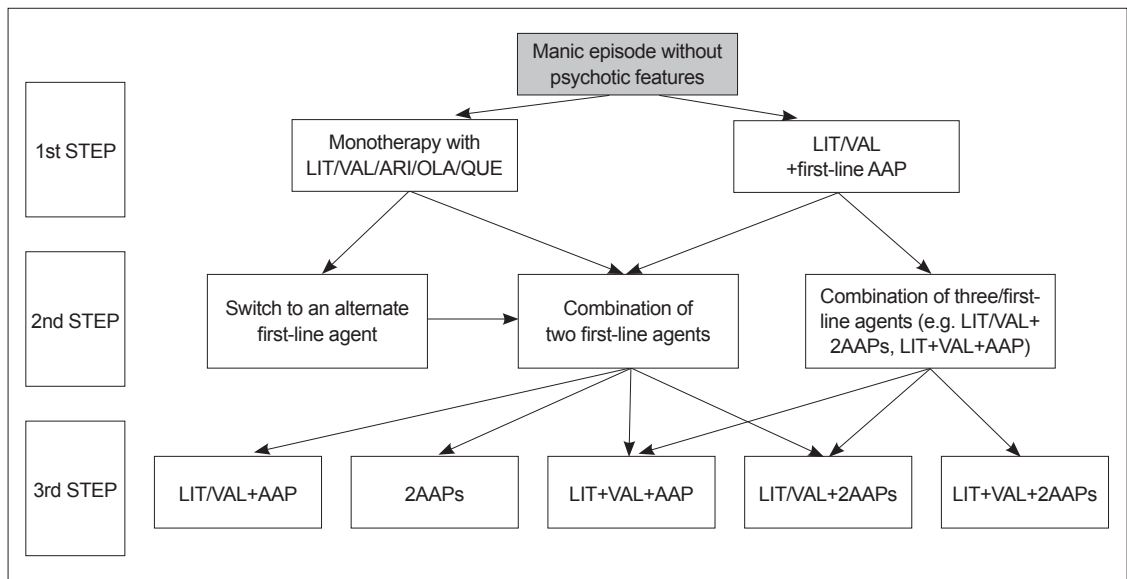 Manic episode without
psychotic features
1st STEP
Monotherapy with
LIT/VAL/ARI/OLA/QUE
LIT/VAL
+first-line AAP
2nd STEP
Switch to an alternate
first-line agent
Combination of
two first-line agents
Combination of three/first-
line agents (e.g. LIT/VAL+
2AAPs, LIT+VAL+AAP)
3rd STEP
LIT/VAL+AAP
2AAPs
LIT+VAL+AAP
LIT/VAL+2AAPs
LIT+VAL+2AAPs